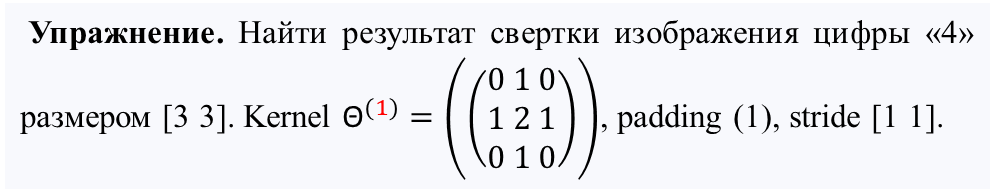 Упражнение. Найти результат свертки изображения цифры «4»
размером [3 3]. Kernel Θ^(1) = ((0 1 0
1 2 1
0 1 0)), padding (1), stride [1 1].